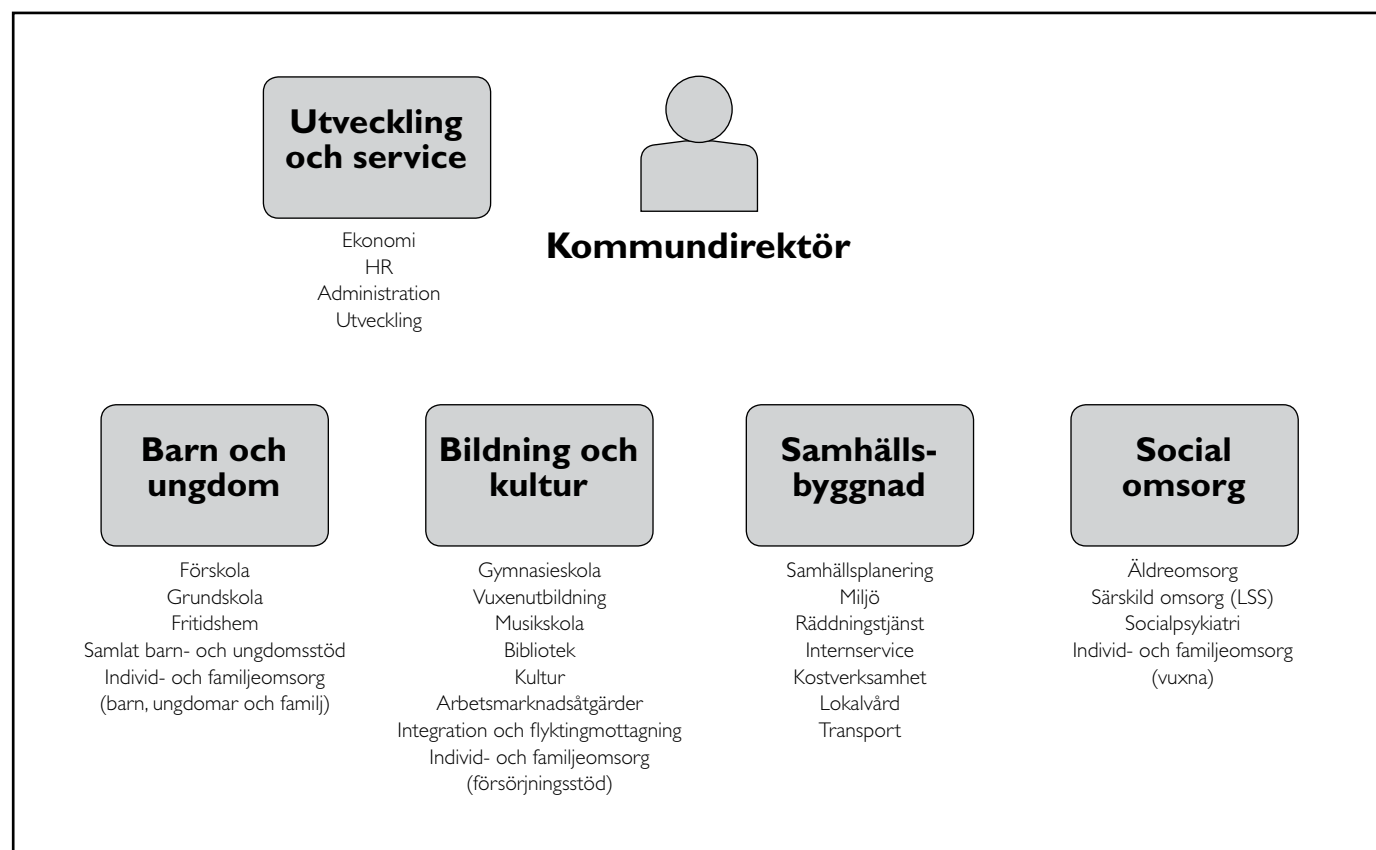 Utveckling
och service
Ekonomi
HR
Administration
Utveckling
Kommundirektör
Barn och
ungdom
Förskola
Grundskola
Fritidshem
Samlat barn- och ungdomsstöd
Individ- och familjeomsorg
(barn, ungdomar och familj)
Bildning och
kultur
Gymnasieskola
Vuxenutbildning
Musikskola
Bibliotek
Kultur
Arbetsmarknadsåtgärder
Integration och flyktingmottagning
Individ- och familjeomsorg
(försörjningsstöd)
Samhälls-
byggnad
Samhällsplanering
Miljö
Räddningstjänst
Internservice
Kostverksamhet
Lokalvård
Transport
Social
omsorg
Äldreomsorg
Särskild omsorg (LSS)
Socialpsykiatri
Individ- och familjeomsorg
(vuxna)